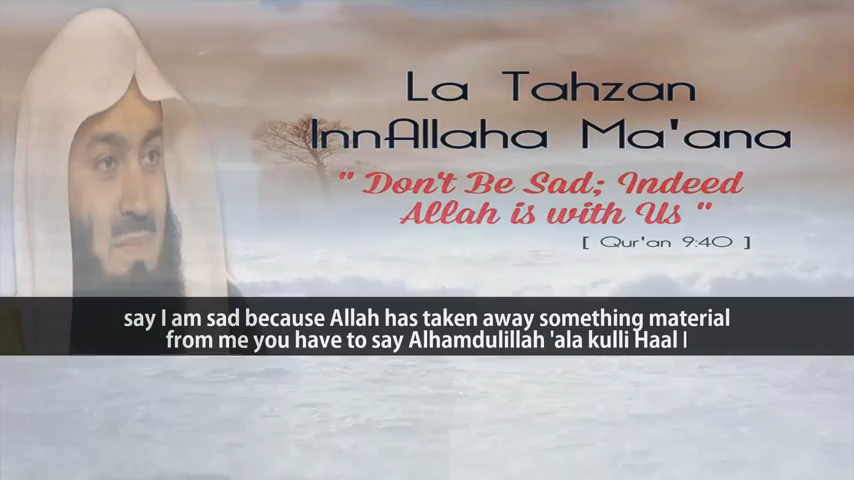 La Tahzan
InnAllaha Ma'ana
" Don't Be Sad; Indeed
Allah is with Us "
[ Qur'an 9:40 ]
say I am sad because Allah has taken away something material
from me you have to say Alhamdulillah 'ala kulli Haal I